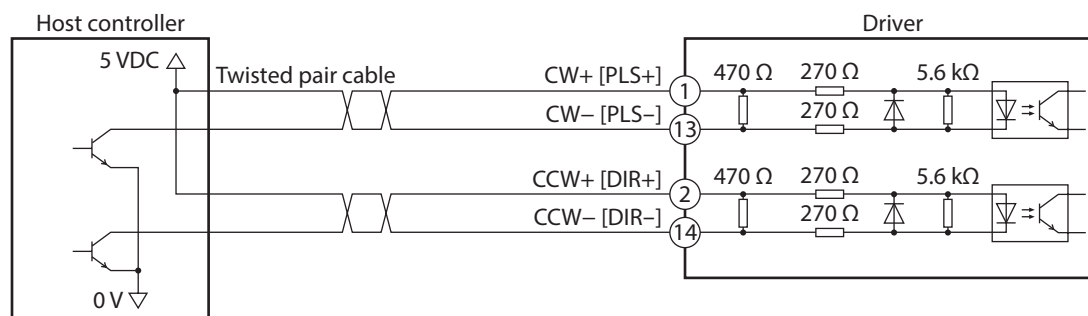 Host controller
Driver
5 VDC
Twisted pair cable
CW+ [PLS+]
1
470 Ω
270 Ω
5.6 kΩ
CW– [PLS–]
13
270 Ω
CCW+ [DIR+]
2
470 Ω
270 Ω
5.6 kΩ
CCW– [DIR–]
14
270 Ω
0 V